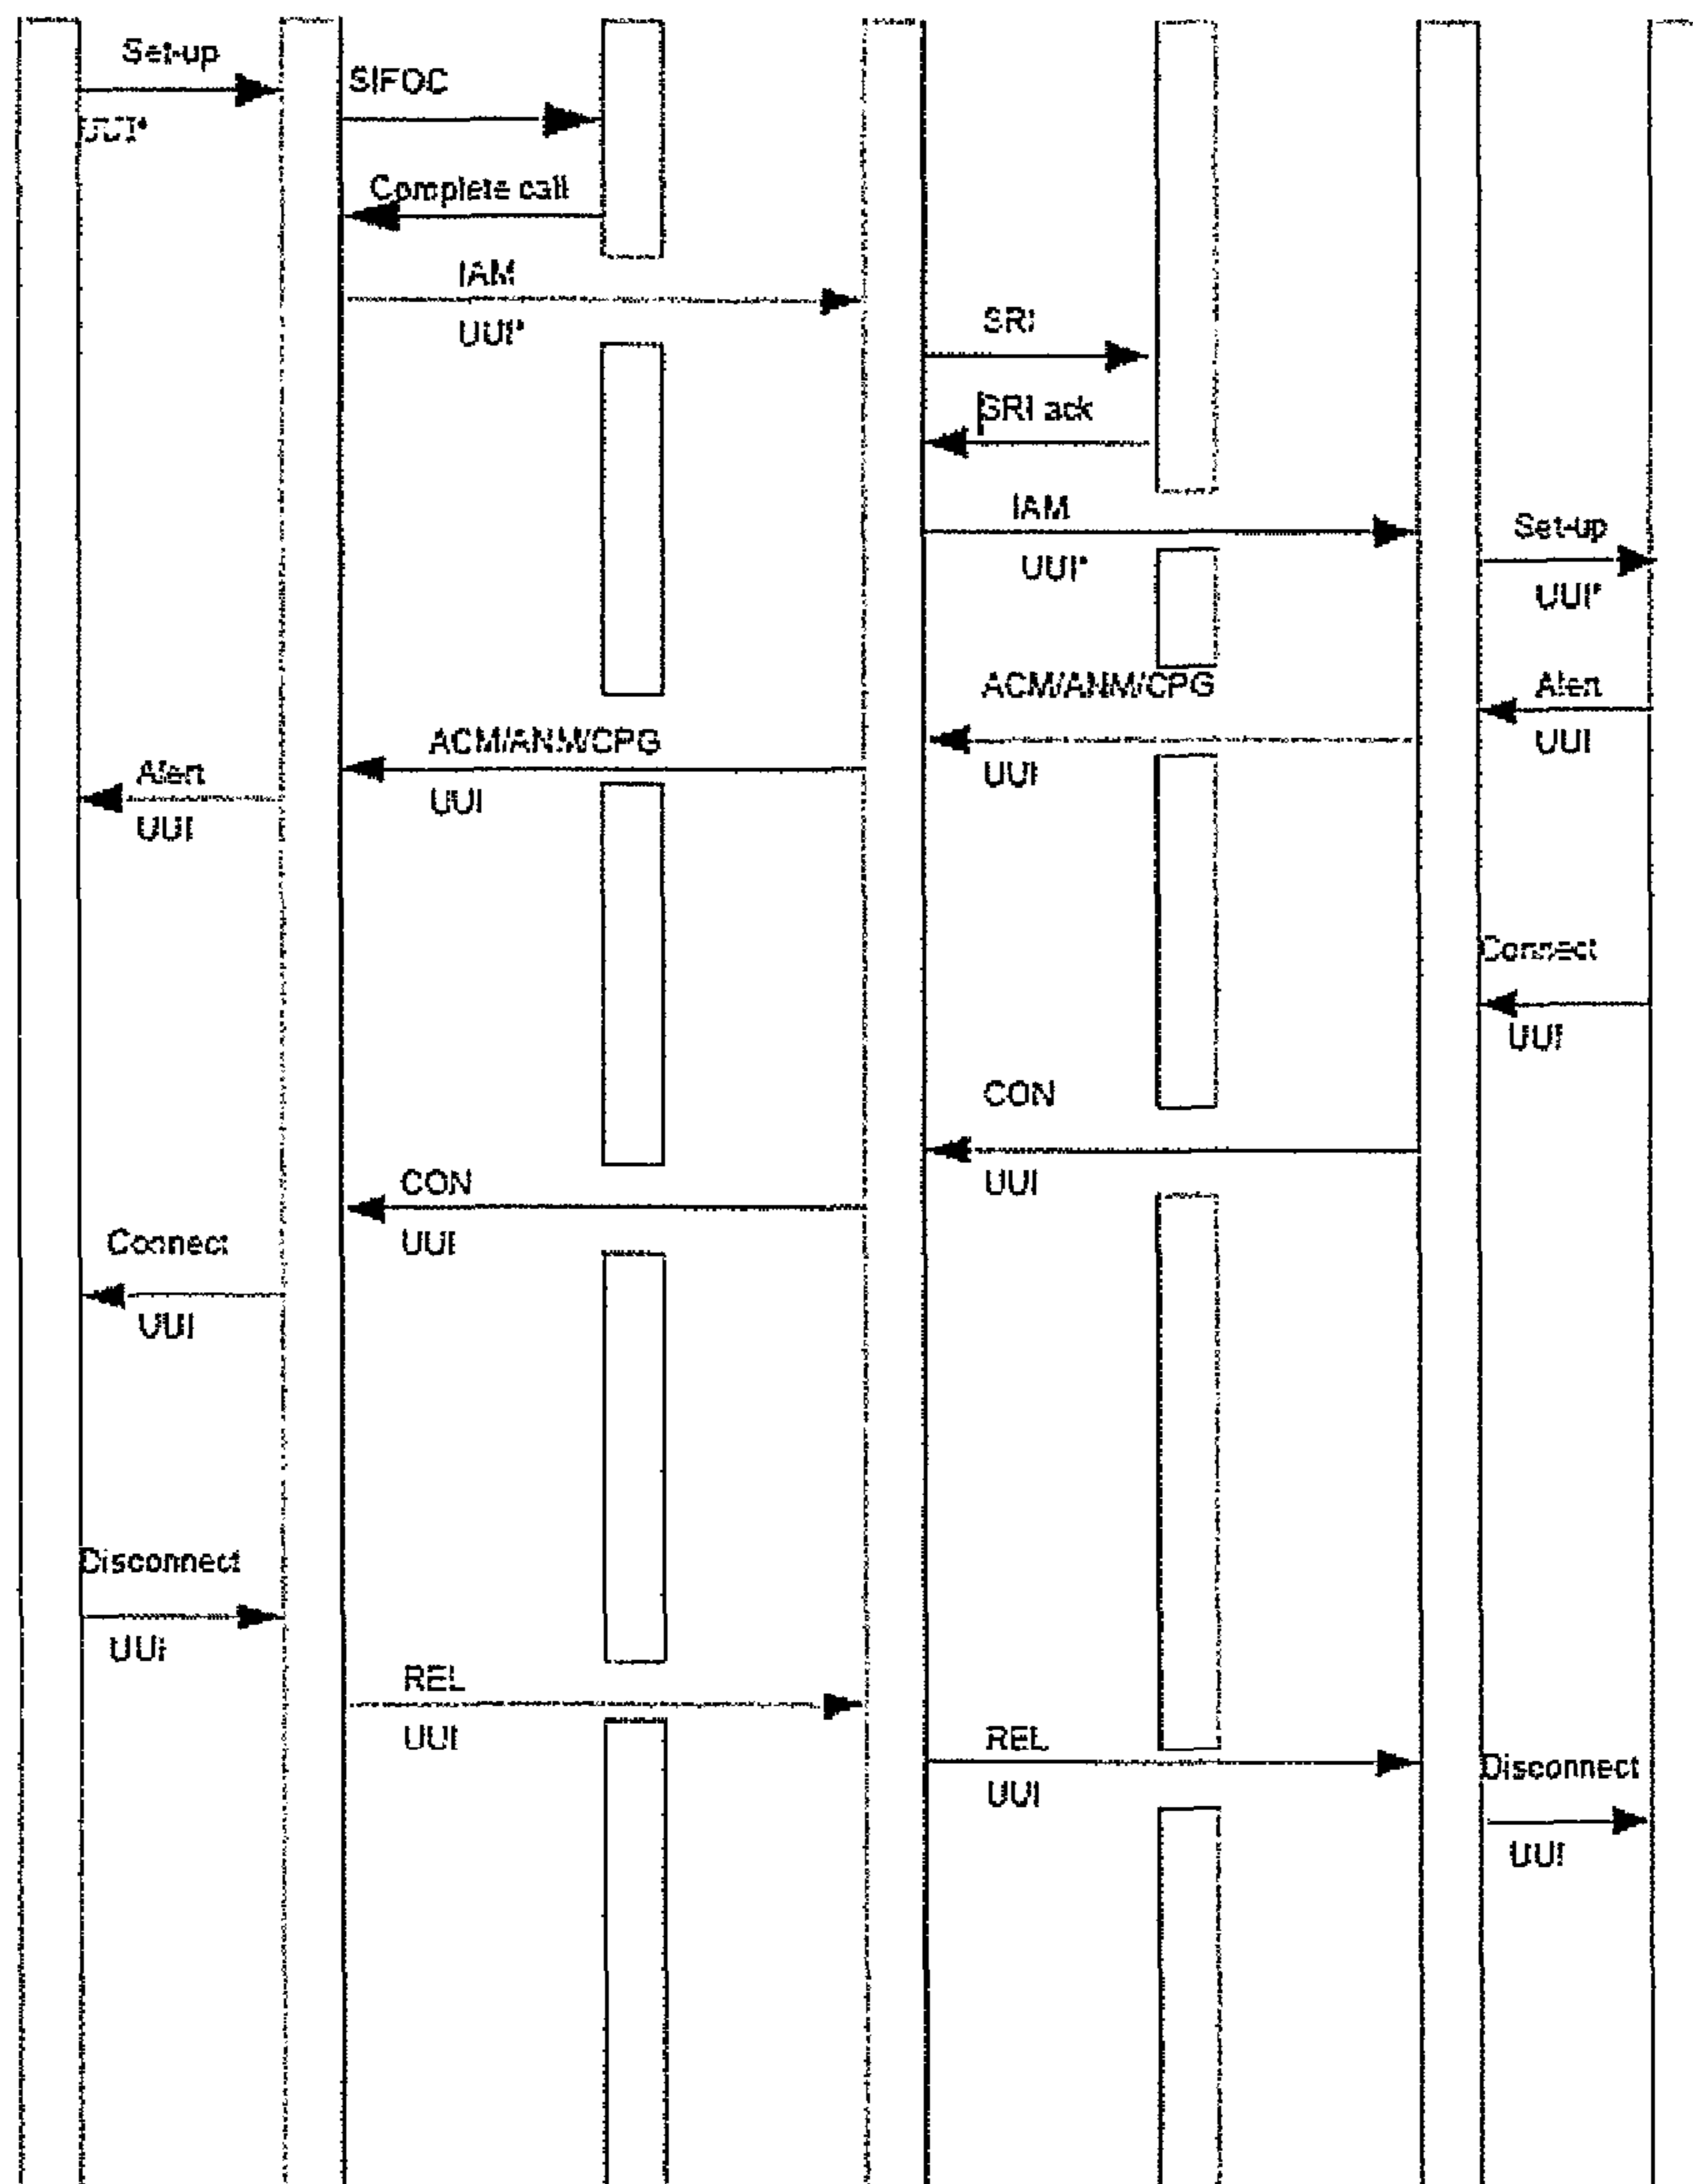 Set-up
UUI*
SIFOC
Complete call
IAM
UUI*
SRI
SRI ack
IAM
UUI*
Set-up
UUI*
Alert
UUI
ACM/ANM/CPG
UUI
ACM/ANM/CPG
UUI
Alert
UUI
Connect
UUI
CON
UUI
CON
UUI
Connect
UUI
Disconnect
UUI
REL
UUI
REL
UUI
Disconnect
UUI